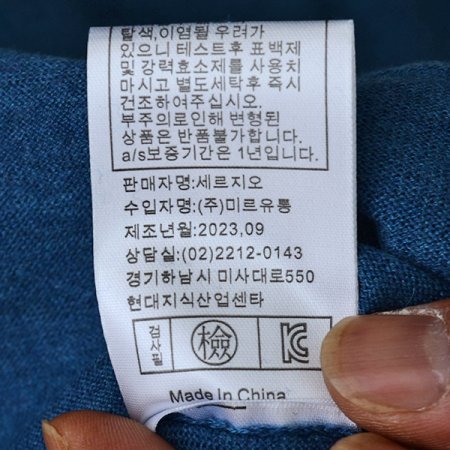 탈색,이염될 우려가
있으니 테스트후 표백제
및 강력효소제를 사용치
마시고 별도세탁후 즉시
건조하여주십시오.
부주의로인해 변형된
상품은 반품불가합니다.
a/s보증기간은 1년입니다.
판매자명:세르지오
수입자명:(주)미르유통
제조년월:2023,09
상담실:(02)2212-0143
경기하남시 미사대로550
현대지식산업센타
검사필 檢 KC
Made In China